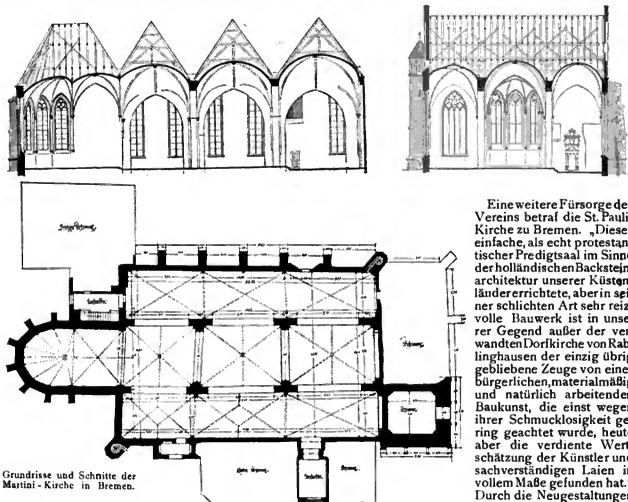 Grundrisse und Schnitte der
Martini-Kirche in Bremen.
Eine weitere Fürsorge de
Vereins betraf die St. Pauli
Kirche zu Bremen. „Diese
einfache, als echt protestan
tischer Predigtsaal im Sinne
der holländischen Backstein
architektur unserer Küsten
länder errichtete, aber in sei
ner schlichten Art sehr reiz
volle Bauwerk ist in unse
rer Gegend außer der ver
wandten Dorfkirche von Rab
linghausen der einzig übrig
gebliebene Zeuge von eine
bürgerlichen, materialmäßig
und natürlich arbeitenden
Baukunst, die einst wegen
ihrer Schmucklosigkeit ge
ring geachtet wurde, heute
aber die verdiente Wert
schätzung der Künstler und
sachverständigen Laien in
vollem Maße gefunden hat.
Durch die Neugestaltungen